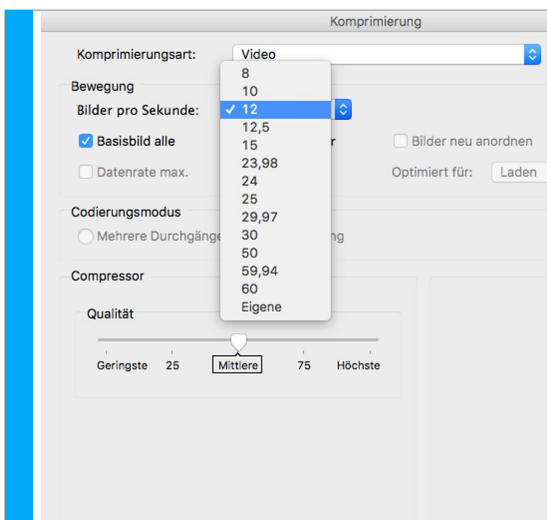 Komprimierung
Komprimierungsart: Video
Bewegung
Bilder pro Sekunde:
8
10
✓ 12
12,5
15
23,98
24
25
29,97
30
50
59,94
60
Eigene
Basisbild alle
Bilder neu anordnen
Datenrate max.
Optimiert für: Laden
Codierungsmodus
Mehrere Durchgänge
ng
Compressor
Qualität
Geringste 25 Mittlere 75 Höchste